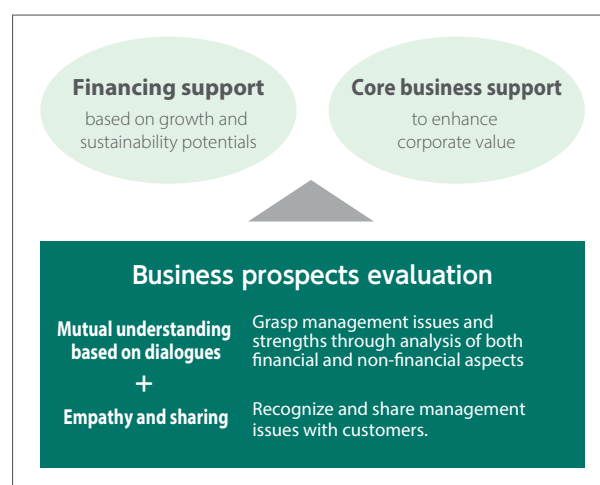 Financing support
based on growth and
sustainability potentials
Core business support
to enhance
corporate value
Business prospects evaluation
Mutual understanding
based on dialogues
Grasp management issues and
strengths through analysis of both
financial and non-financial aspects
+
Empathy and sharing
Recognize and share management
issues with customers.